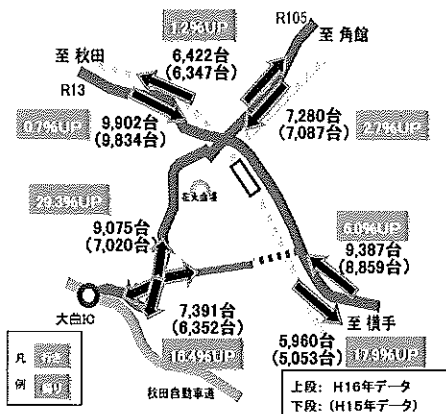 1.2%UP
R105
至 角館
至 秋田
6,422台
(6,347台)
R13
9,902台
(9,834台)
0.7%UP
7,280台
(7,087台)
2.7%UP
29.3%UP
9,075台
(7,020台)
6.0%UP
9,387台
(8,859台)
大曲IC
7,391台
(6,352台)
16.4%UP
至 横手
5,960台
(5,053台)
17.9%UP
凡
例
秋田自動車道
上段: H16年データ
下段: (H15年データ)